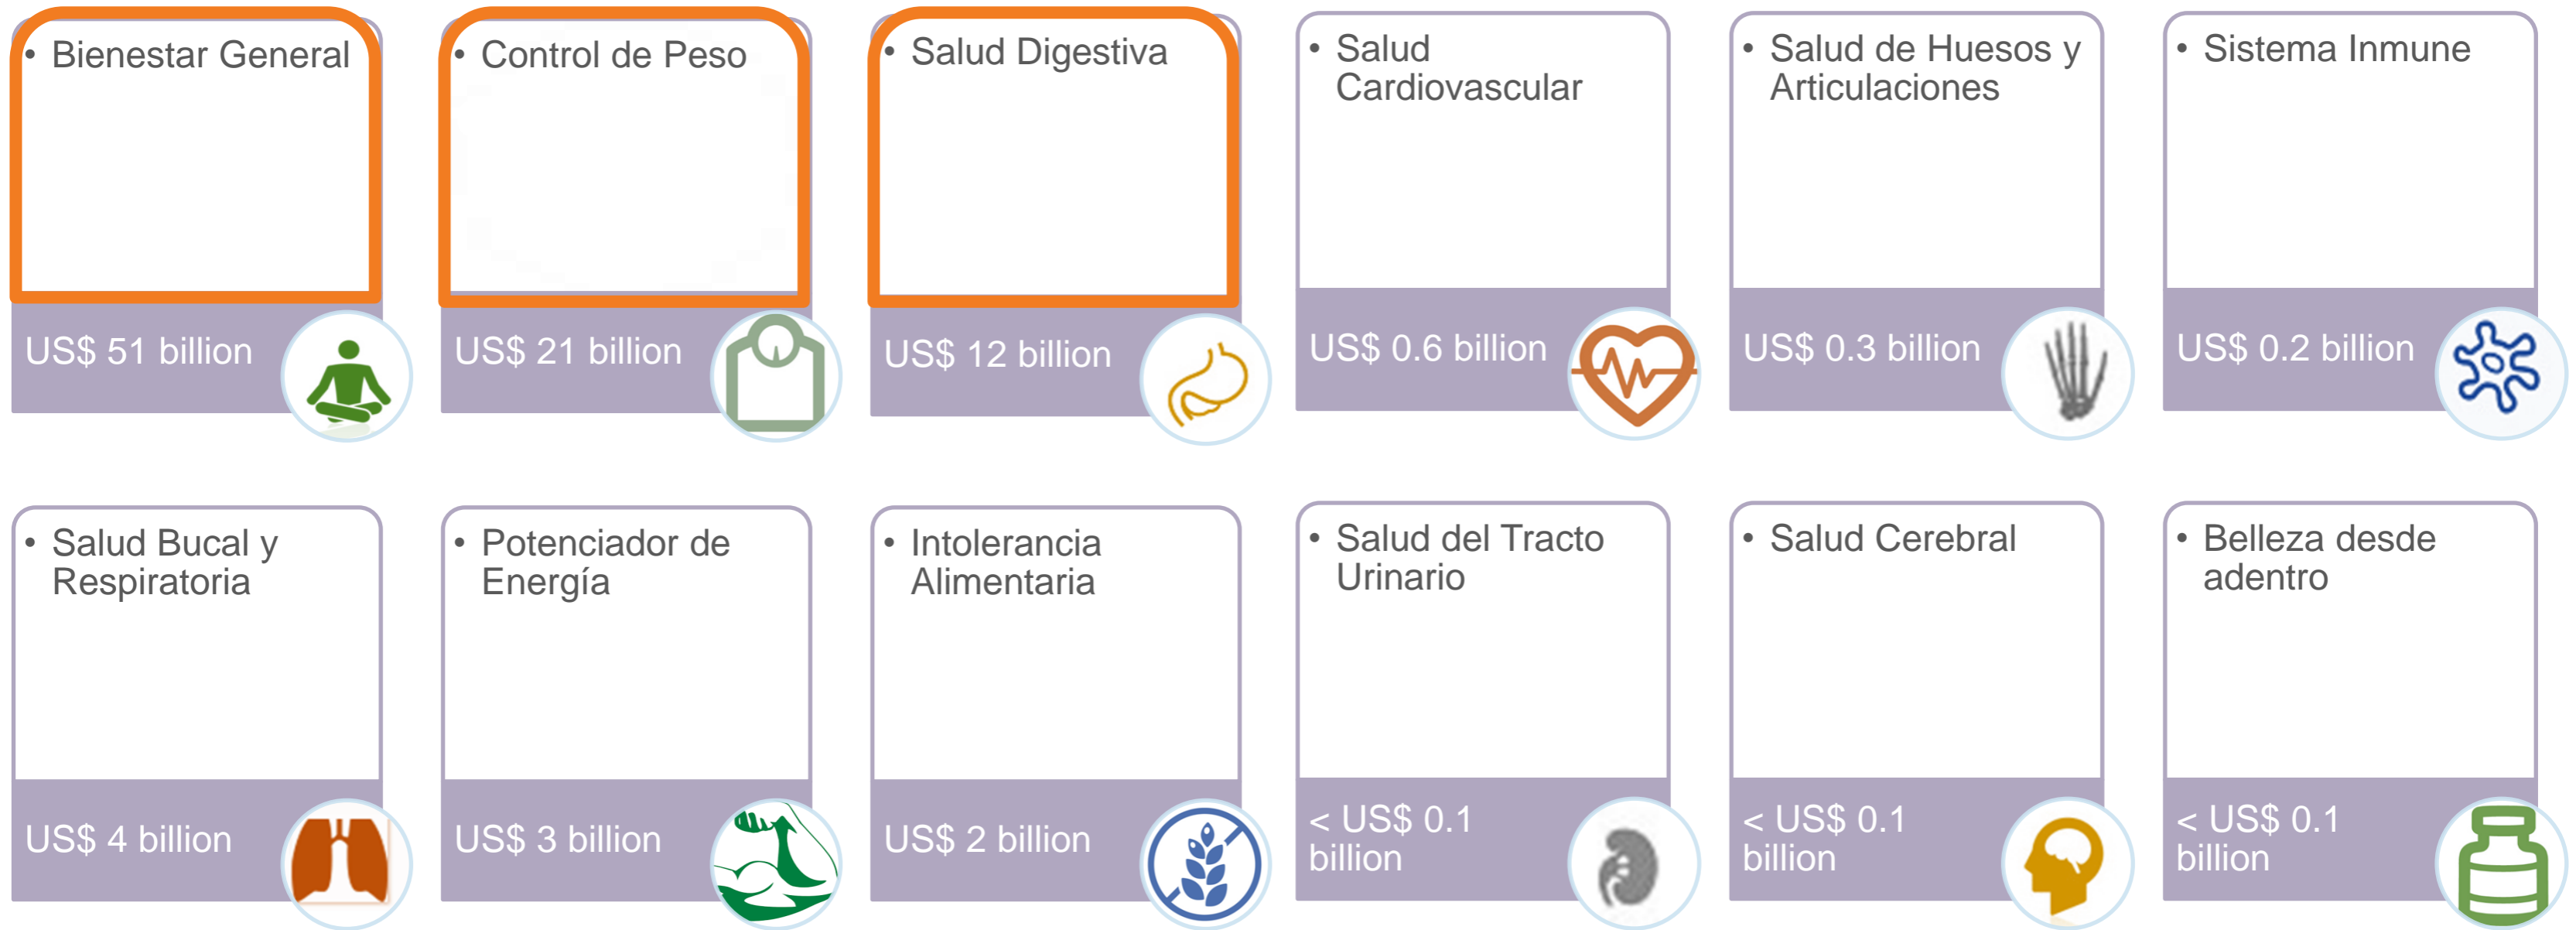 • Bienestar General
US$ 51 billion
• Control de Peso
US$ 21 billion
• Salud Digestiva
US$ 12 billion
• Salud
Cardiovascular
US$ 0.6 billion
• Salud de Huesos y
Articulaciones
US$ 0.3 billion
• Sistema Inmune
US$ 0.2 billion
• Salud Bucal y
Respiratoria
US$ 4 billion
• Potenciador de
Energía
US$ 3 billion
• Intolerancia
Alimentaria
US$ 2 billion
• Salud del Tracto
Urinario
< US$ 0.1
billion
• Salud Cerebral
< US$ 0.1
billion
• Belleza desde
adentro
< US$ 0.1
billion